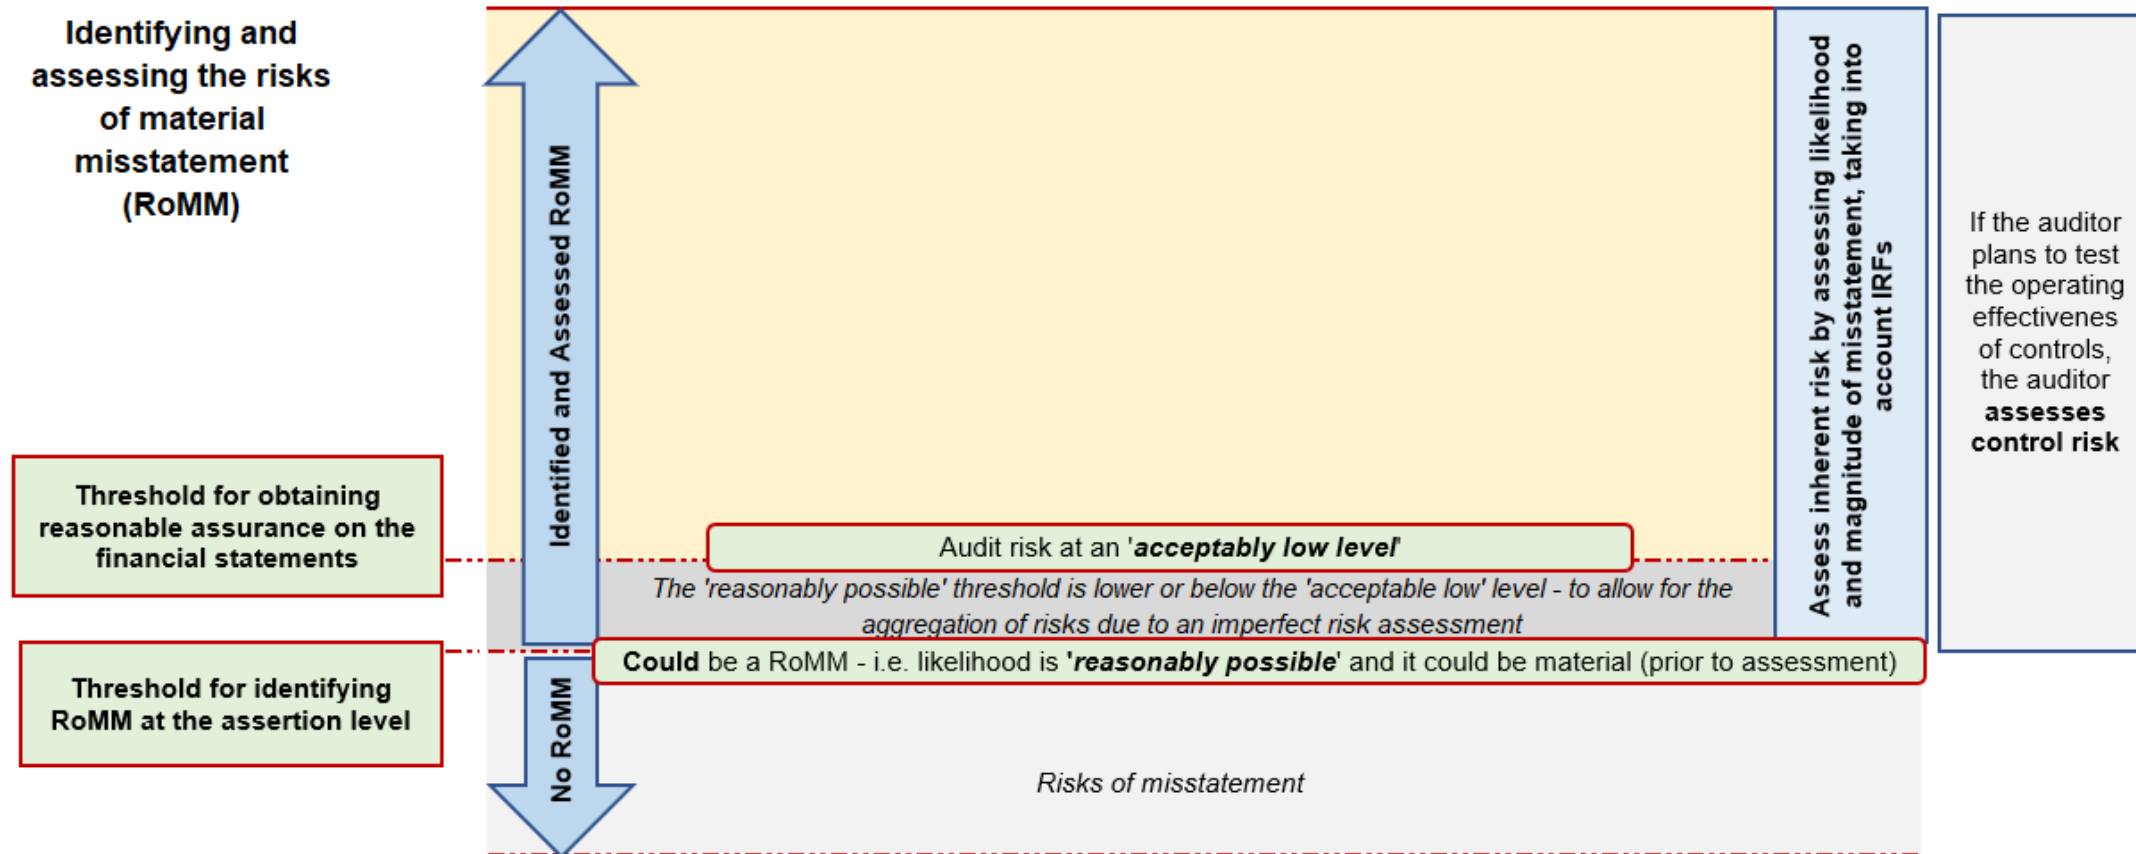 Identifying and
assessing the risks
of material
misstatement
(RoMM)
Identified and Assessed RoMM
Assess inherent risk by assessing likelihood
and magnitude of misstatement, taking into
account IRFs
If the auditor
plans to test
the operating
effectivenes
of controls,
the auditor
assesses
control risk
Threshold for obtaining
reasonable assurance on the
financial statements
Audit risk at an 'acceptably low level'
The 'reasonably possible' threshold is lower or below the 'acceptable low' level - to allow for the
aggregation of risks due to an imperfect risk assessment
Could be a RoMM - i.e. likelihood is 'reasonably possible' and it could be material (prior to assessment)
Threshold for identifying
RoMM at the assertion level
No RoMM
Risks of misstatement